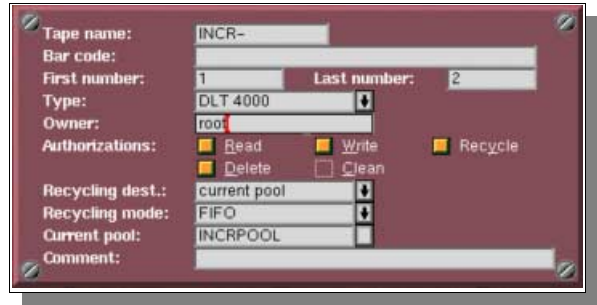 Tape name: INCR-
Bar code:
First number: 1 Last number: 2
Type: DLT 4000
Owner: root
Authorizations: Read Write Recycle
Delete Clean
Recycling dest.: current pool
Recycling mode: FIFO
Current pool: INCRPOOL
Comment: